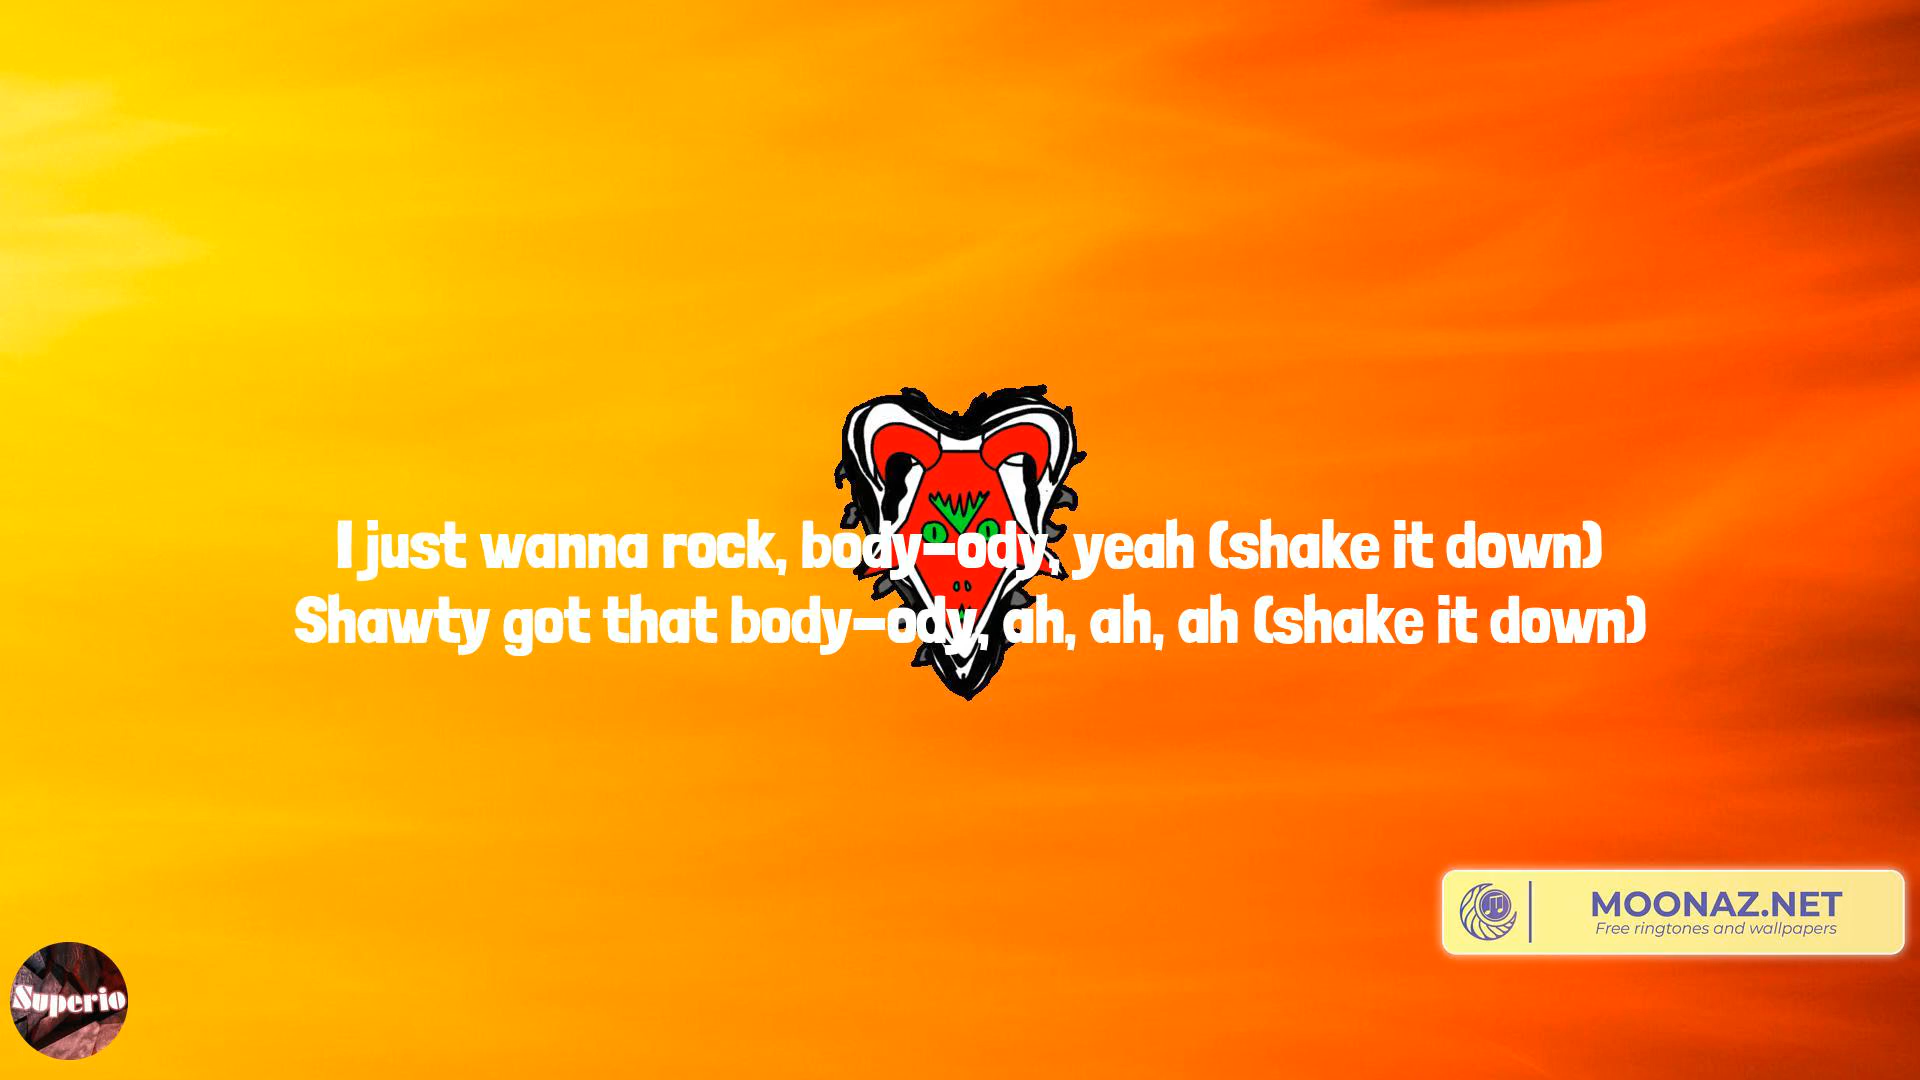 I just wanna rock, body-ody, yeah (shake it down)
Shawty got that body-ody, ah, ah, ah (shake it down)
MOONAZ.NET
Free ringtones and wallpapers
Superio